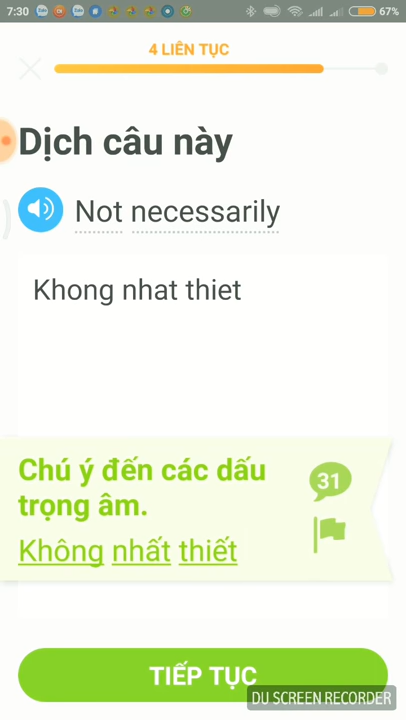 7:30
67%
4 LIÊN TỤC
Dịch câu này
Not necessarily
Khong nhat thiet
Chú ý đến các dấu
trọng âm.
31
Không nhất thiết
TIẾP TỤC
DU SCREEN RECORDER